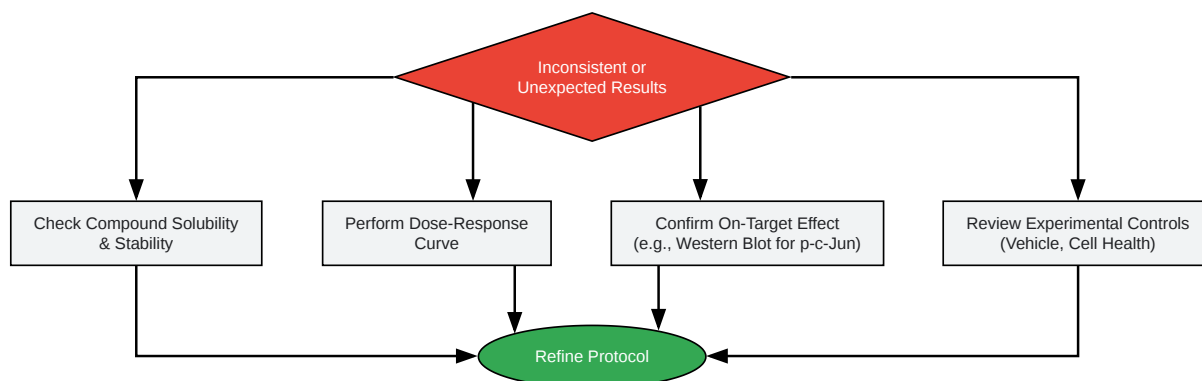 Inconsistent or
Unexpected Results
Check Compound Solubility
& Stability
Perform Dose-Response
Curve
Confirm On-Target Effect
(e.g., Western Blot for p-c-Jun)
Review Experimental Controls
(Vehicle, Cell Health)
Refine Protocol